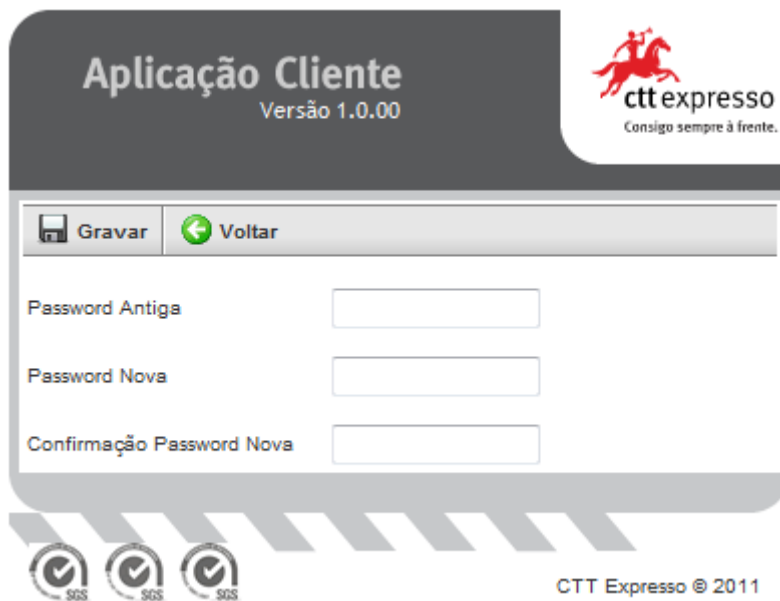 Aplicação Cliente
Versão 1.0.00
ctt expresso
Consigo sempre à frente.
Gravar
Voltar
Password Antiga
Password Nova
Confirmação Password Nova
SGS
SGS
SGS
CTT Expresso © 2011